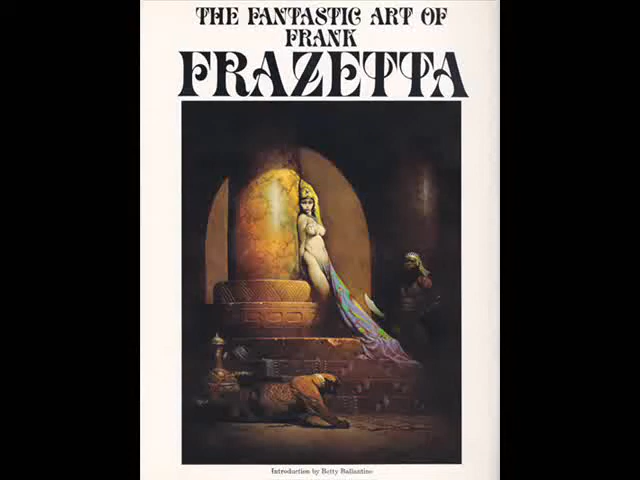 THE FANTASTIC ART OF
FRANK
FRAZETTA
Introduction by Betty Ballantine